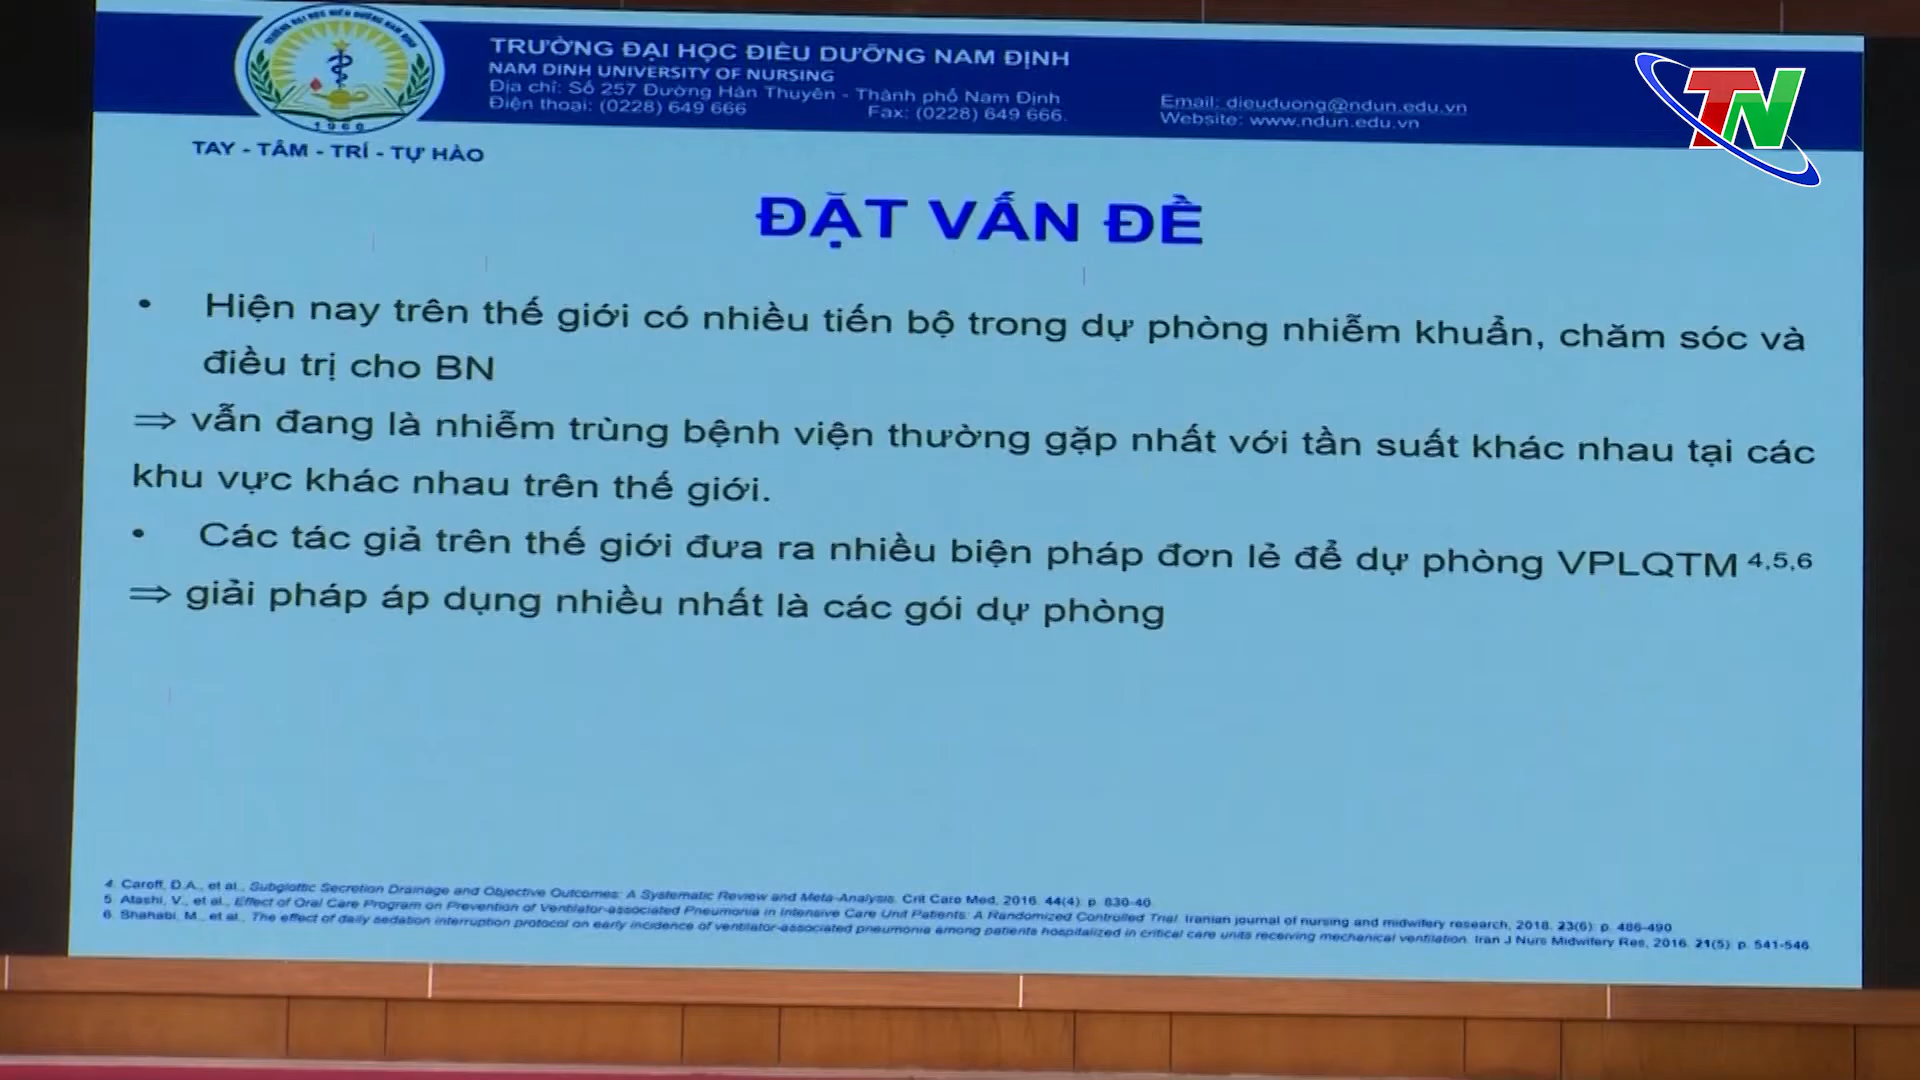 TRƯỜNG ĐẠI HỌC ĐIỀU DƯỠNG NAM ĐỊNH
NAM DINH UNIVERSITY OF NURSING
Địa chỉ: Số 257 Đường Hàn Thuyên - Thành phố Nam Định
Điện thoại: (0228) 649 666 Fax: (0228) 649 666.
Email: dieuduong@ndun.edu.vn
Website: www.ndun.edu.vn
TN
1960
TAY - TÂM - TRÍ - TỰ HÀO
ĐẶT VẤN ĐỀ
• Hiện nay trên thế giới có nhiều tiến bộ trong dự phòng nhiễm khuẩn, chăm sóc và
điều trị cho BN
⇒ vẫn đang là nhiễm trùng bệnh viện thường gặp nhất với tần suất khác nhau tại các
khu vực khác nhau trên thế giới.
• Các tác giả trên thế giới đưa ra nhiều biện pháp đơn lẻ để dự phòng VPLQTM 4,5,6
⇒ giải pháp áp dụng nhiều nhất là các gói dự phòng
4. Caroff, D.A., et al., Subglottic Secretion Drainage and Objective Outcomes: A Systematic Review and Meta-Analysis. Crit Care Med, 2016. 44(4): p. 830-40.
5. Atashi, V., et al., Effect of Oral Care Program on Prevention of Ventilator-associated Pneumonia in Intensive Care Unit Patients: A Randomized Controlled Trial. Iranian journal of nursing and midwifery research, 2018. 23(6): p. 486-490.
6. Shahabi, M., et al., The effect of daily sedation interruption protocol on early incidence of ventilator-associated pneumonia among patients hospitalized in critical care units receiving mechanical ventilation. Iran J Nurs Midwifery Res, 2016. 21(5): p. 541-546.